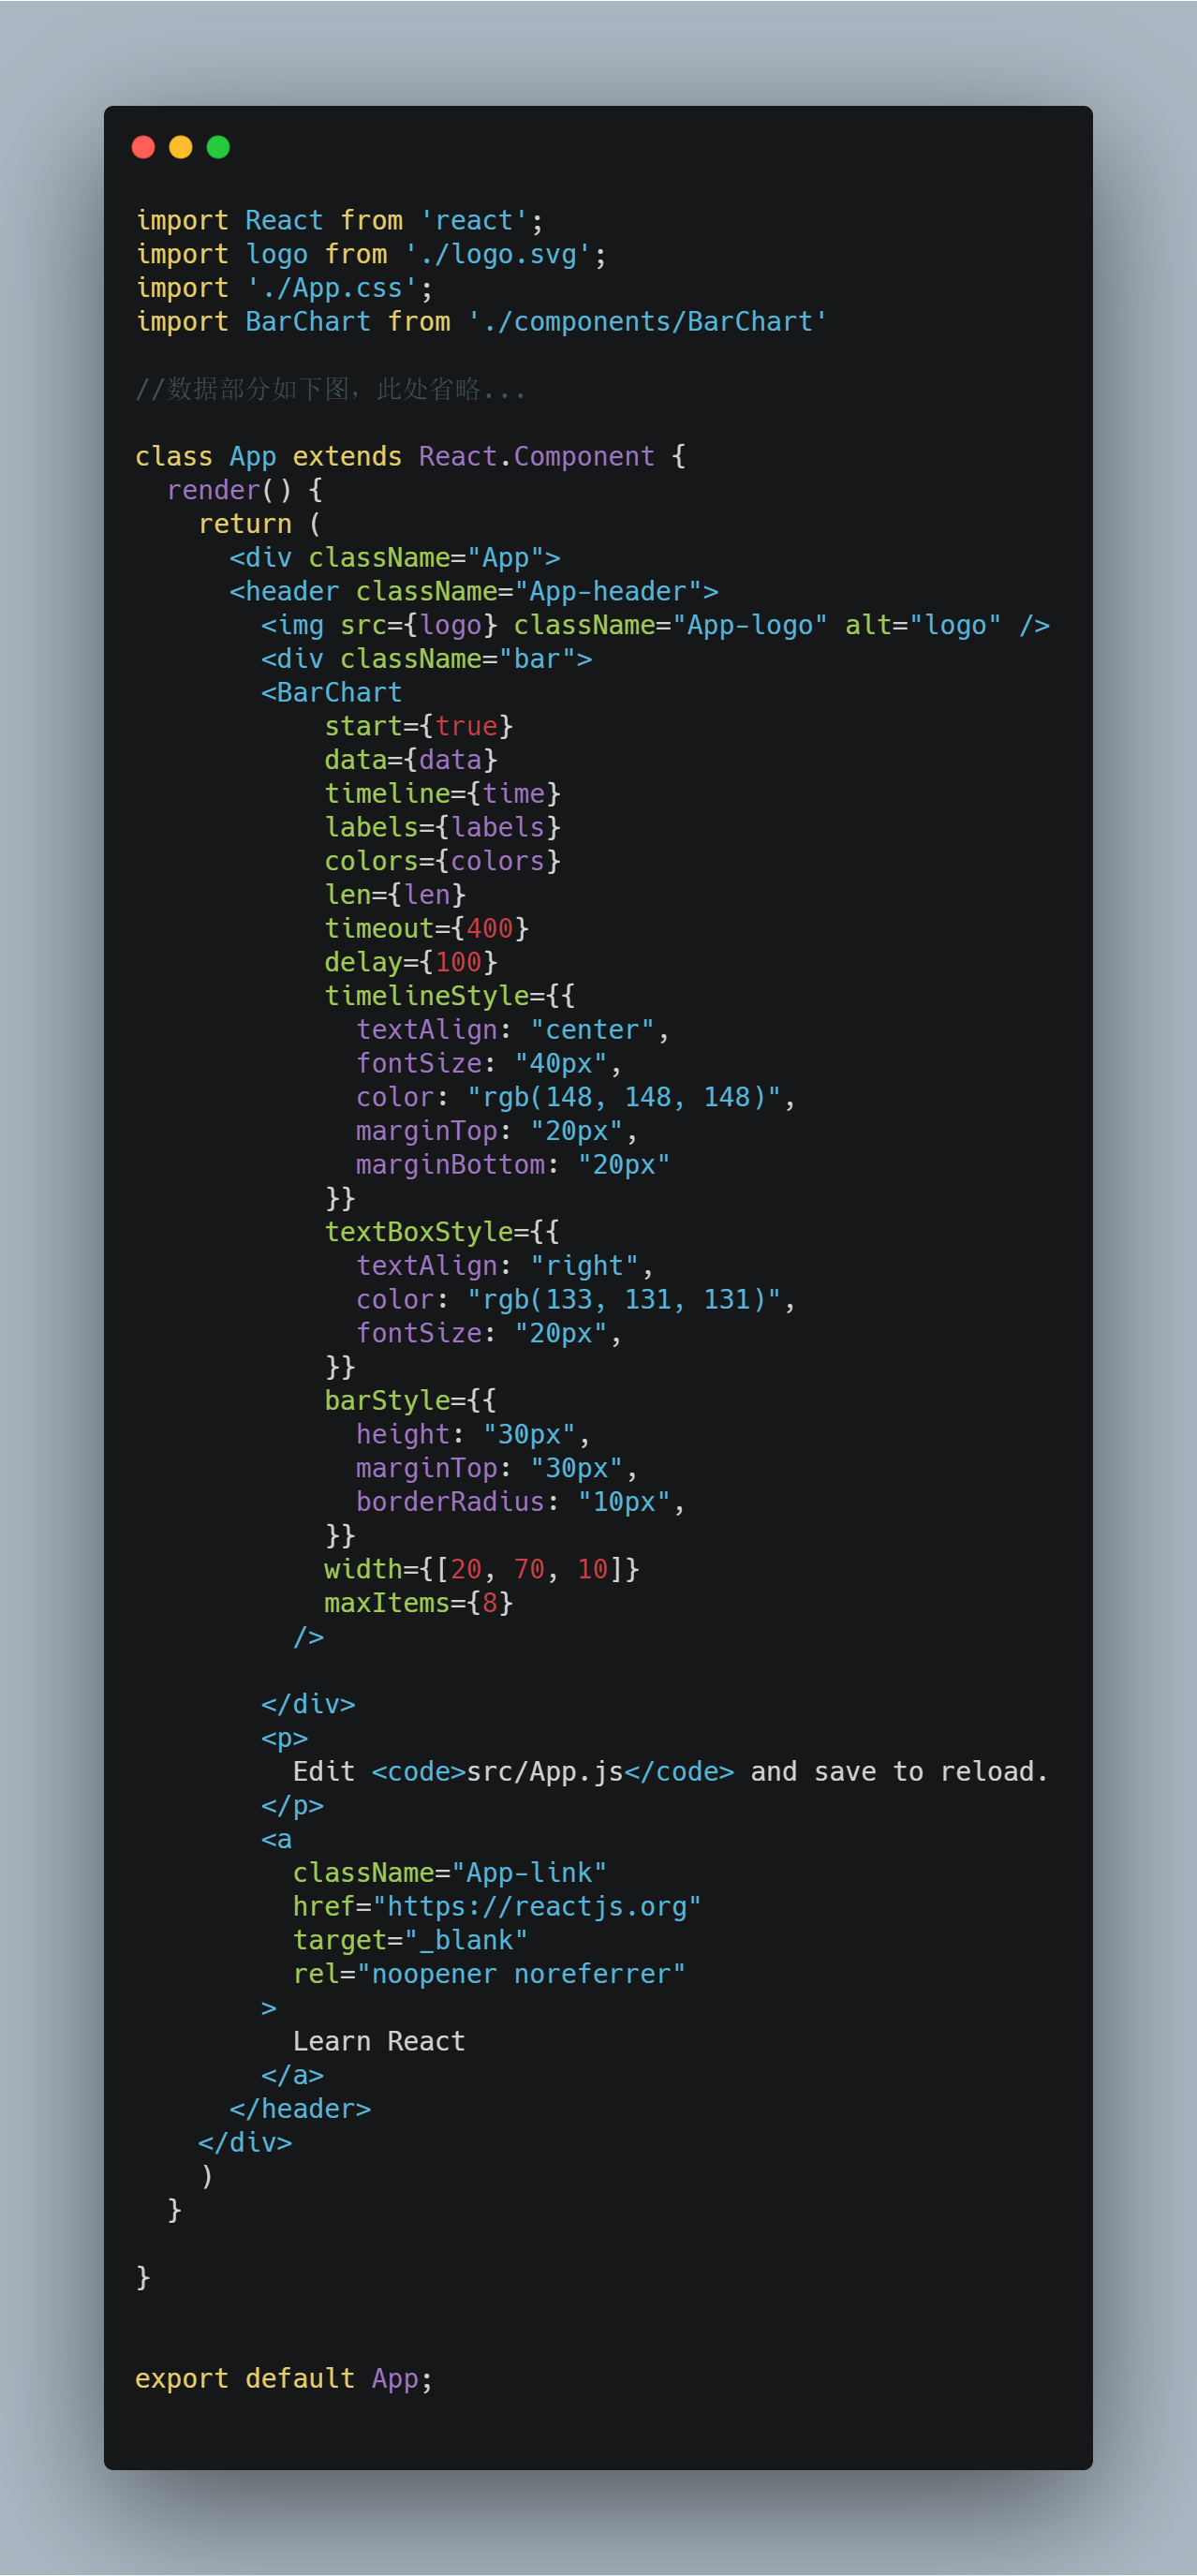 import React from 'react';
import logo from './logo.svg';
import './App.css';
import BarChart from './components/BarChart'

//数据部分如下图，此处省略...

class App extends React.Component {
  render() {
    return (
      <div className="App">
      <header className="App-header">
        <img src={logo} className="App-logo" alt="logo" />
        <div className="bar">
        <BarChart
            start={true}
            data={data}
            timeline={time}
            labels={labels}
            colors={colors}
            len={len}
            timeout={400}
            delay={100}
            timelineStyle={{
              textAlign: "center",
              fontSize: "40px",
              color: "rgb(148, 148, 148)",
              marginTop: "20px",
              marginBottom: "20px"
            }}
            textBoxStyle={{
              textAlign: "right",
              color: "rgb(133, 131, 131)",
              fontSize: "20px",
            }}
            barStyle={{
              height: "30px",
              marginTop: "30px",
              borderRadius: "10px",
            }}
            width={[20, 70, 10]}
            maxItems={8}
          />

        </div>
        <p>
          Edit <code>src/App.js</code> and save to reload.
        </p>
        <a
          className="App-link"
          href="https://reactjs.org"
          target="_blank"
          rel="noopener noreferrer"
        >
          Learn React
        </a>
      </header>
    </div>
    )
  }

}


export default App;